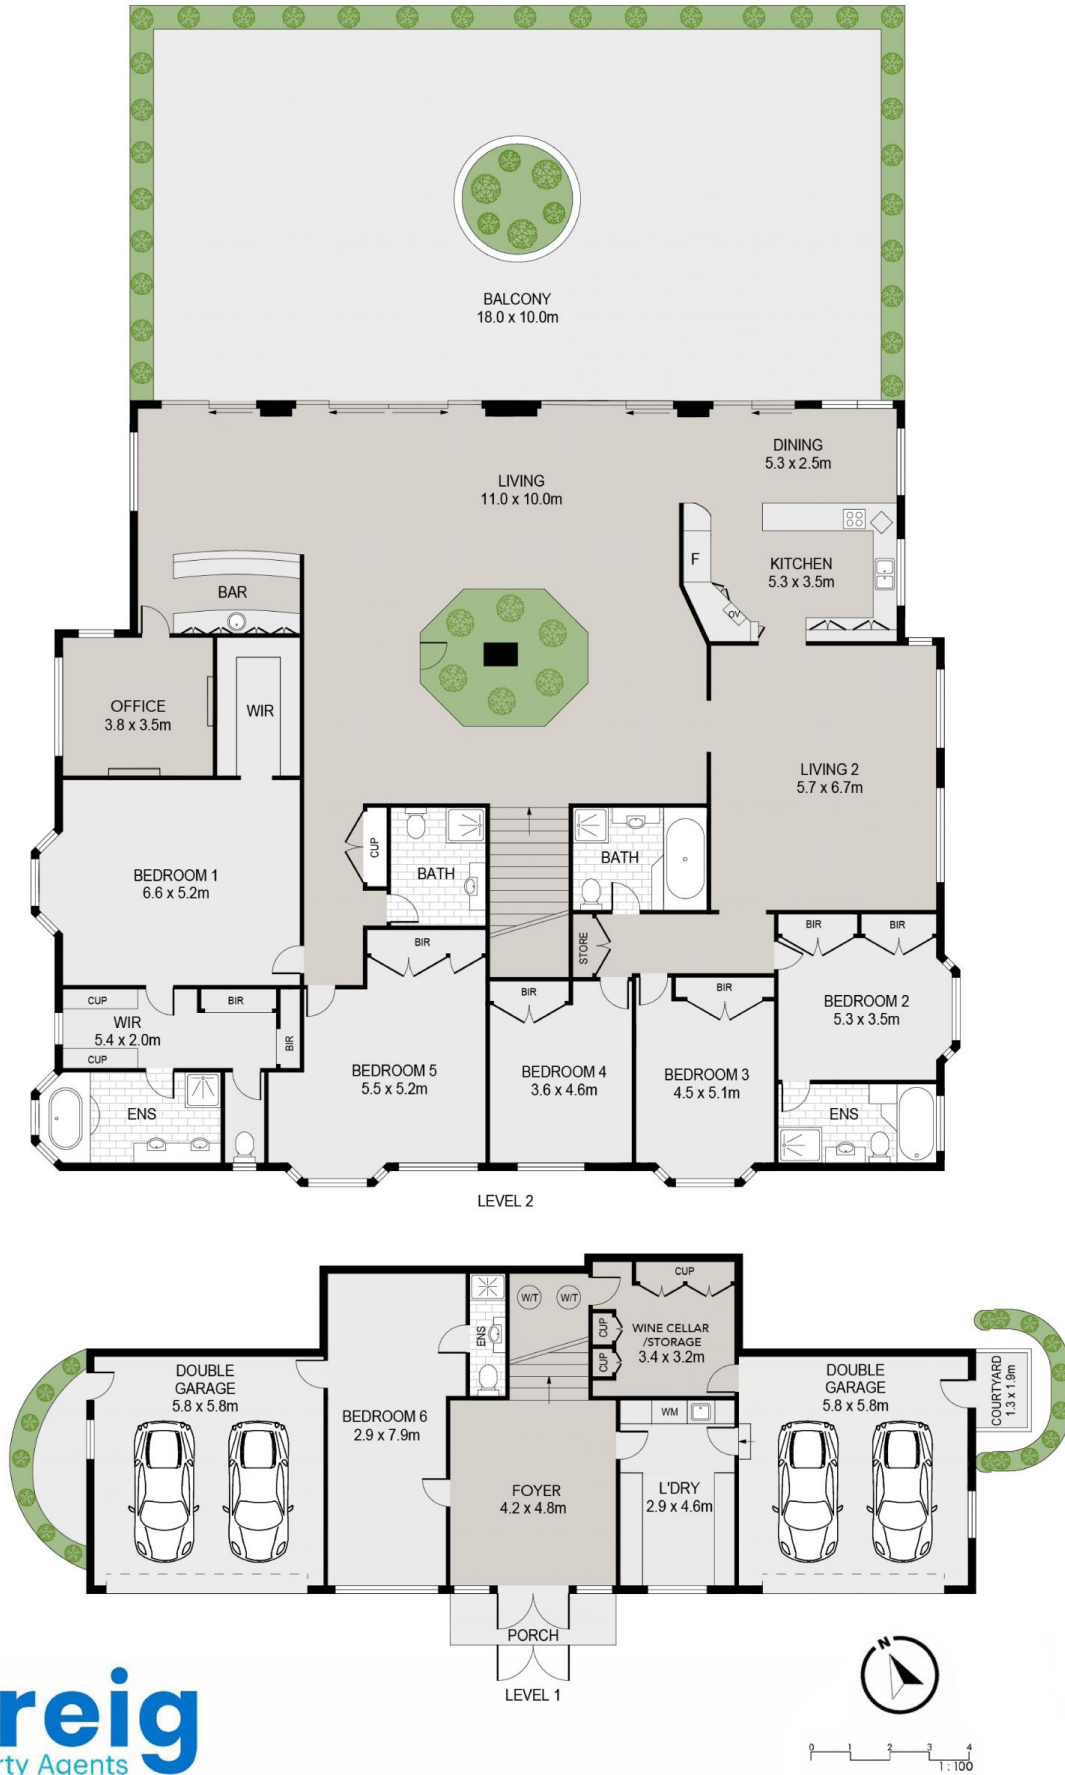 BALCONY
18.0 x 10.0m
DINING
5.3 x 2.5m
LIVING
11.0 x 10.0m
F
KITCHEN
5.3 x 3.5m
OV
BAR
OFFICE
3.8 x 3.5m
WIR
LIVING 2
5.7 x 6.7m
CUP
BATH
BATH
BEDROOM 1
6.6 x 5.2m
BIR
STORE
BIR
BIR
CUP
WIR
5.4 x 2.0m
CUP
BIR
BIR
BIR
BIR
BEDROOM 2
5.3 x 3.5m
BEDROOM 5
5.5 x 5.2m
BEDROOM 4
3.6 x 4.6m
BEDROOM 3
4.5 x 5.1m
ENS
ENS
LEVEL 2
CUP
W/T
W/T
CUP
CUP
WINE CELLAR
/STORAGE
3.4 x 3.2m
ENS
DOUBLE
GARAGE
5.8 x 5.8m
DOUBLE
GARAGE
5.8 x 5.8m
COURTYARD
1.3 x 1.9m
BEDROOM 6
2.9 x 7.9m
WM
FOYER
4.2 x 4.8m
L'DRY
2.9 x 4.6m
PORCH
LEVEL 1
N
reig
rty Agents
0 1 2 3 4
1 : 100